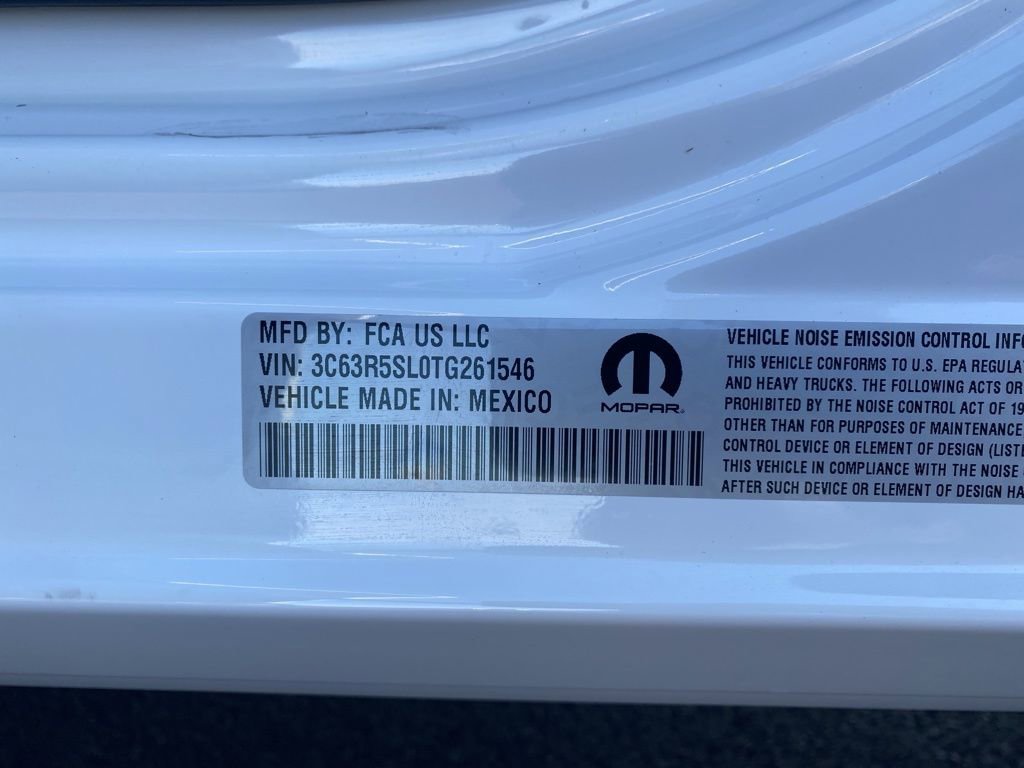 MFD BY: FCA US LLC
VIN: 3C63R5SL0TG261546
VEHICLE MADE IN: MEXICO
MOPAR®
VEHICLE NOISE EMISSION CONTROL INFO
THIS VEHICLE CONFORMS TO U.S. EPA REGULAT
AND HEAVY TRUCKS. THE FOLLOWING ACTS OR
PROHIBITED BY THE NOISE CONTROL ACT OF 19
OTHER THAN FOR PURPOSES OF MAINTENANCE
CONTROL DEVICE OR ELEMENT OF DESIGN (LISTE
THIS VEHICLE IN COMPLIANCE WITH THE NOISE
AFTER SUCH DEVICE OR ELEMENT OF DESIGN HA